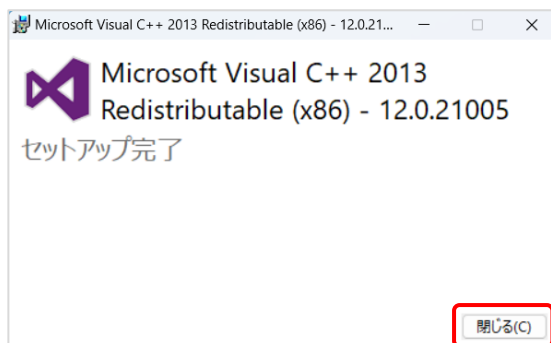 Microsoft Visual C++ 2013 Redistributable (x86) - 12.0.21...
Microsoft Visual C++ 2013
Redistributable (x86) - 12.0.21005
セットアップ完了
閉じる(C)